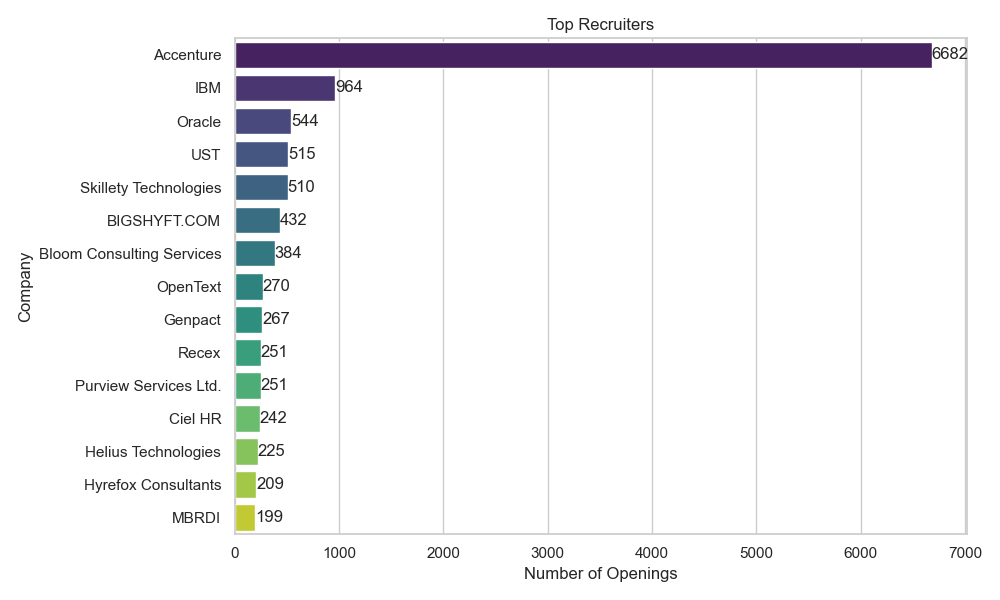 Top Recruiters
Company
Accenture 6682
IBM 964
Oracle 544
UST 515
Skillety Technologies 510
BIGSHYFT.COM 432
Bloom Consulting Services 384
OpenText 270
Genpact 267
Recex 251
Purview Services Ltd. 251
Ciel HR 242
Helius Technologies 225
Hyrefox Consultants 209
MBRDI 199
0 1000 2000 3000 4000 5000 6000 7000
Number of Openings